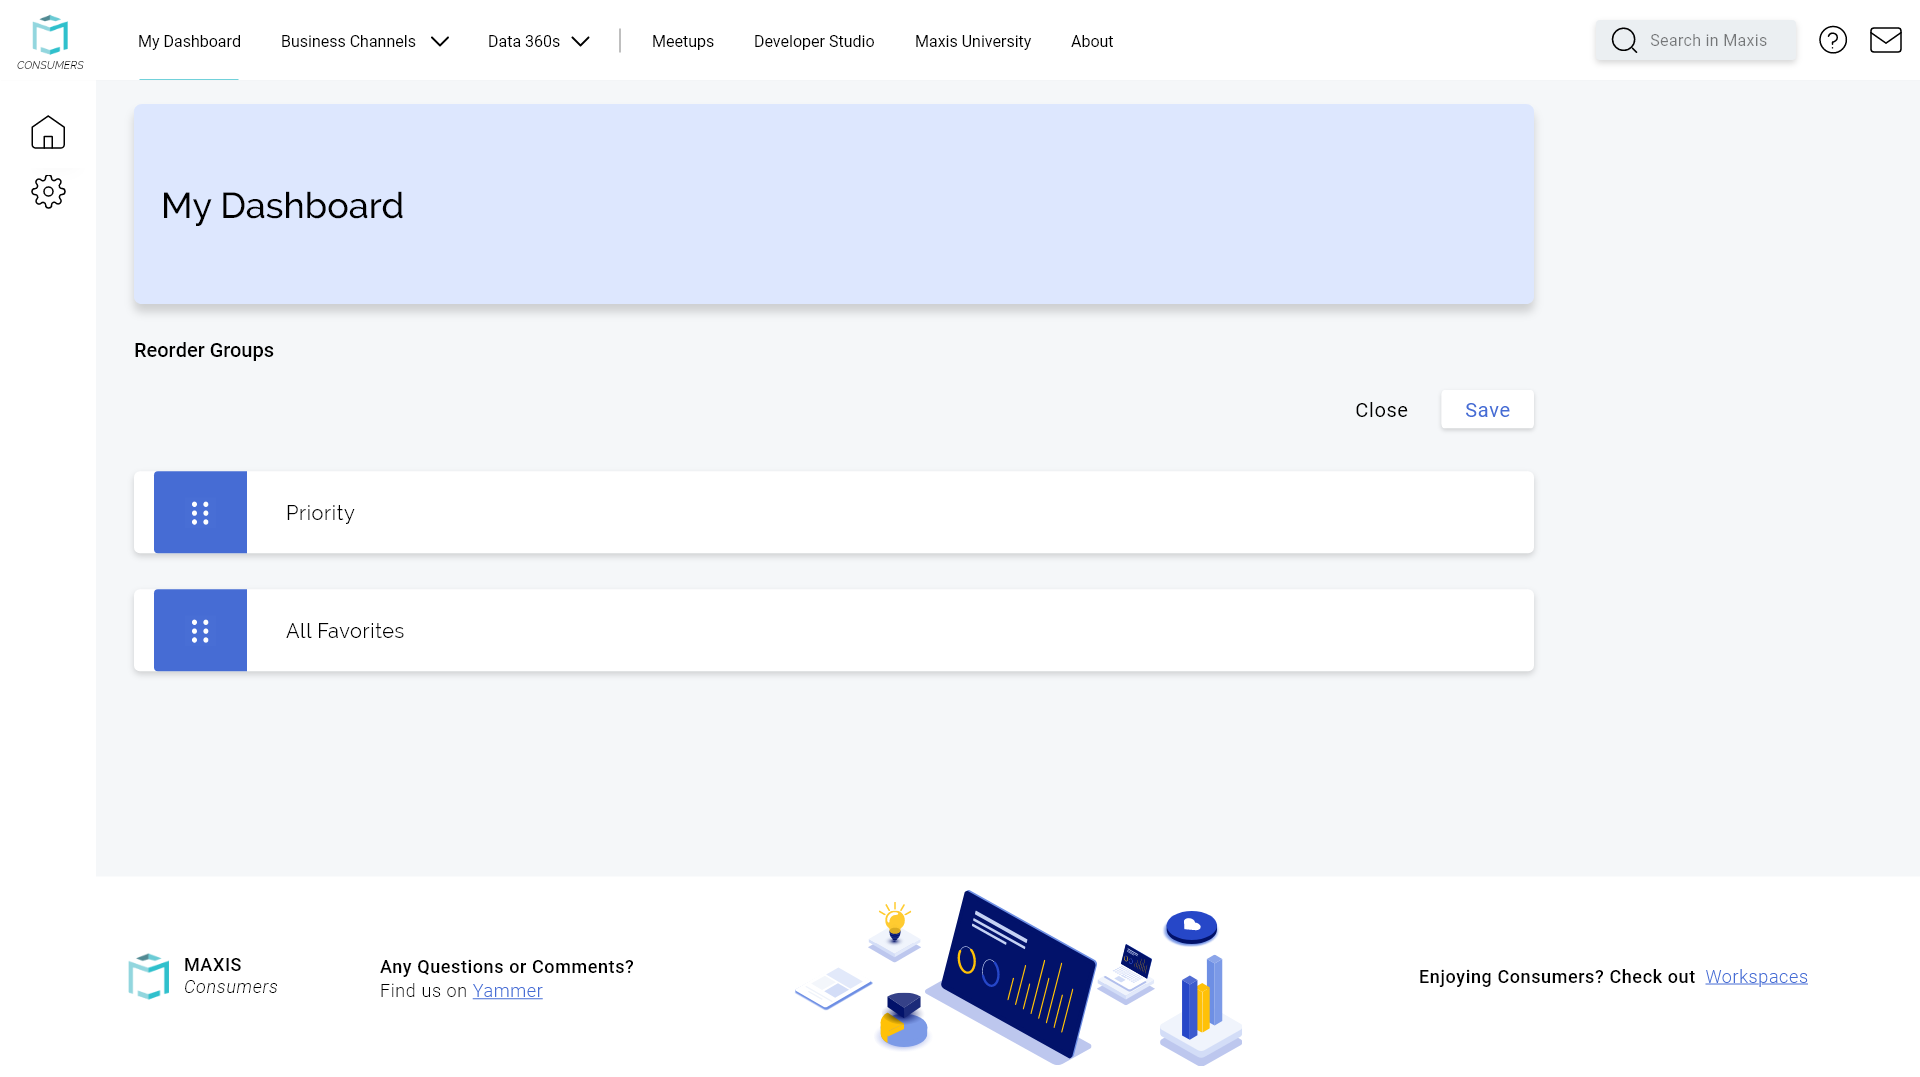 CONSUMERS
My Dashboard
Business Channels
Data 360s
Meetups
Developer Studio
Maxis University
About
Search in Maxis
My Dashboard
Reorder Groups
Close
Save
Priority
All Favorites
MAXIS
Consumers
Any Questions or Comments?
Find us on Yammer
Enjoying Consumers? Check out Workspaces